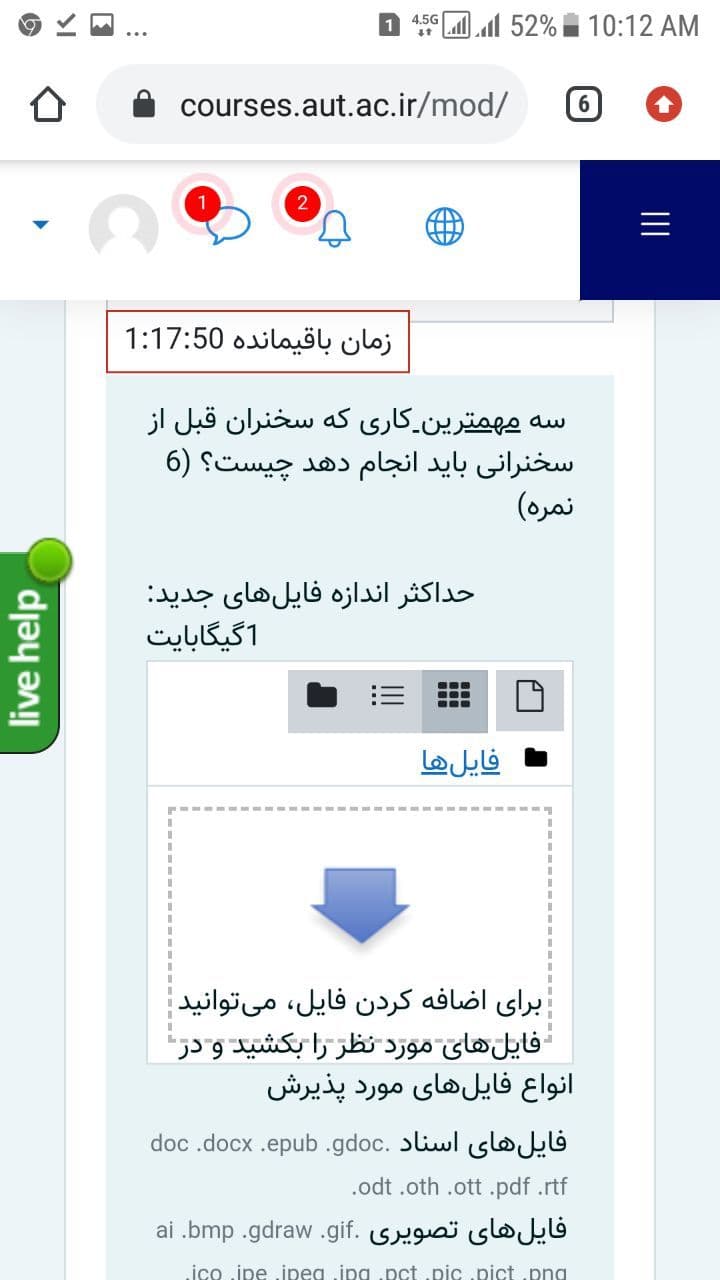 ... 1 4.5G 52% 10:12 AM
courses.aut.ac.ir/mod/ 6
1 2
زمان باقیمانده 1:17:50
سه مهمترین کاری که سخنران قبل از
سخنرانی باید انجام دهد چیست؟ (6
نمره)
حداکثر اندازه فایل‌های جدید:
1گیگابایت
live help
فایل‌ها
برای اضافه کردن فایل، می‌توانید
فایل‌های مورد نظر را بکشید و در
انواع فایل‌های مورد پذیرش
فایل‌های اسناد .doc .docx .epub .gdoc
.odt .oth .ott .pdf .rtf
فایل‌های تصویری .ai .bmp .gdraw .gif
.ico .jpe .jpeg .jpg .pct .pic .pict .png